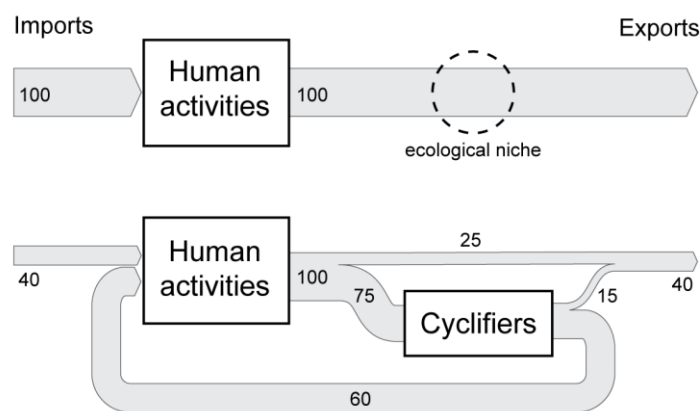 Imports
Exports
Human
activities
100
100
ecological niche
Human
activities
40
100
25
75
Cyclifiers
15
40
60